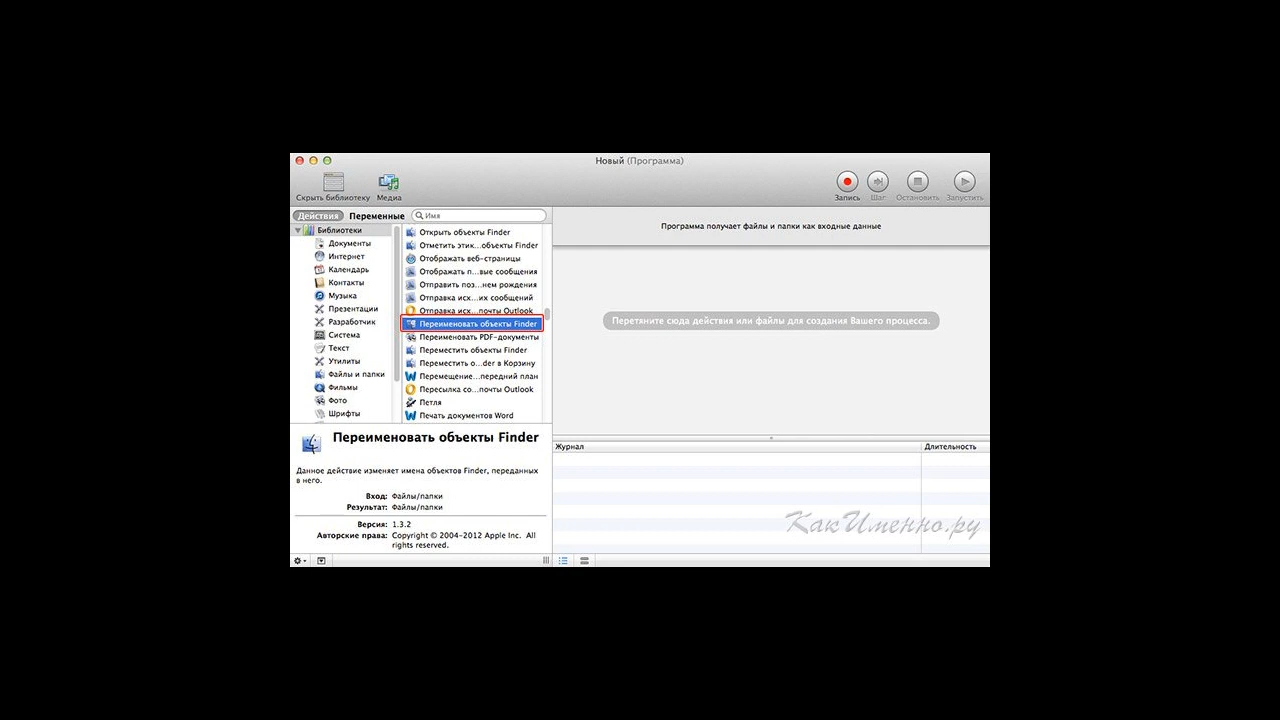 Новый (Программа)
Скрыть библиотеку Медиа Запись Шаг Остановить Запустить
Действия Переменные Имя
Библиотеки
Документы
Интернет
Календарь
Контакты
Музыка
Презентации
Разработчик
Система
Текст
Утилиты
Файлы и папки
Фильмы
Фото
Шрифты
Открыть объекты Finder
Отметить этик...объекты Finder
Отображать веб-страницы
Отображать п...вые сообщения
Отправить поз...нем рождения
Отправка исх...их сообщений
Отправка исх...почты Outlook
Переименовать объекты Finder
Переименовать PDF-документы
Переместить объекты Finder
Переместить о...der в Корзину
Перемещение...передний план
Пересылка со...почты Outlook
Петля
Печать документов Word
Программа получает файлы и папки как входные данные
Перетяните сюда действия или файлы для создания Вашего процесса.
Переименовать объекты Finder
Данное действие изменяет имена объектов Finder, переданных
в него.
Вход: Файлы/папки
Результат: Файлы/папки
Версия: 1.3.2
Авторские права: Copyright © 2004-2012 Apple Inc. All
rights reserved.
Журнал Длительность
КакИменно.ру